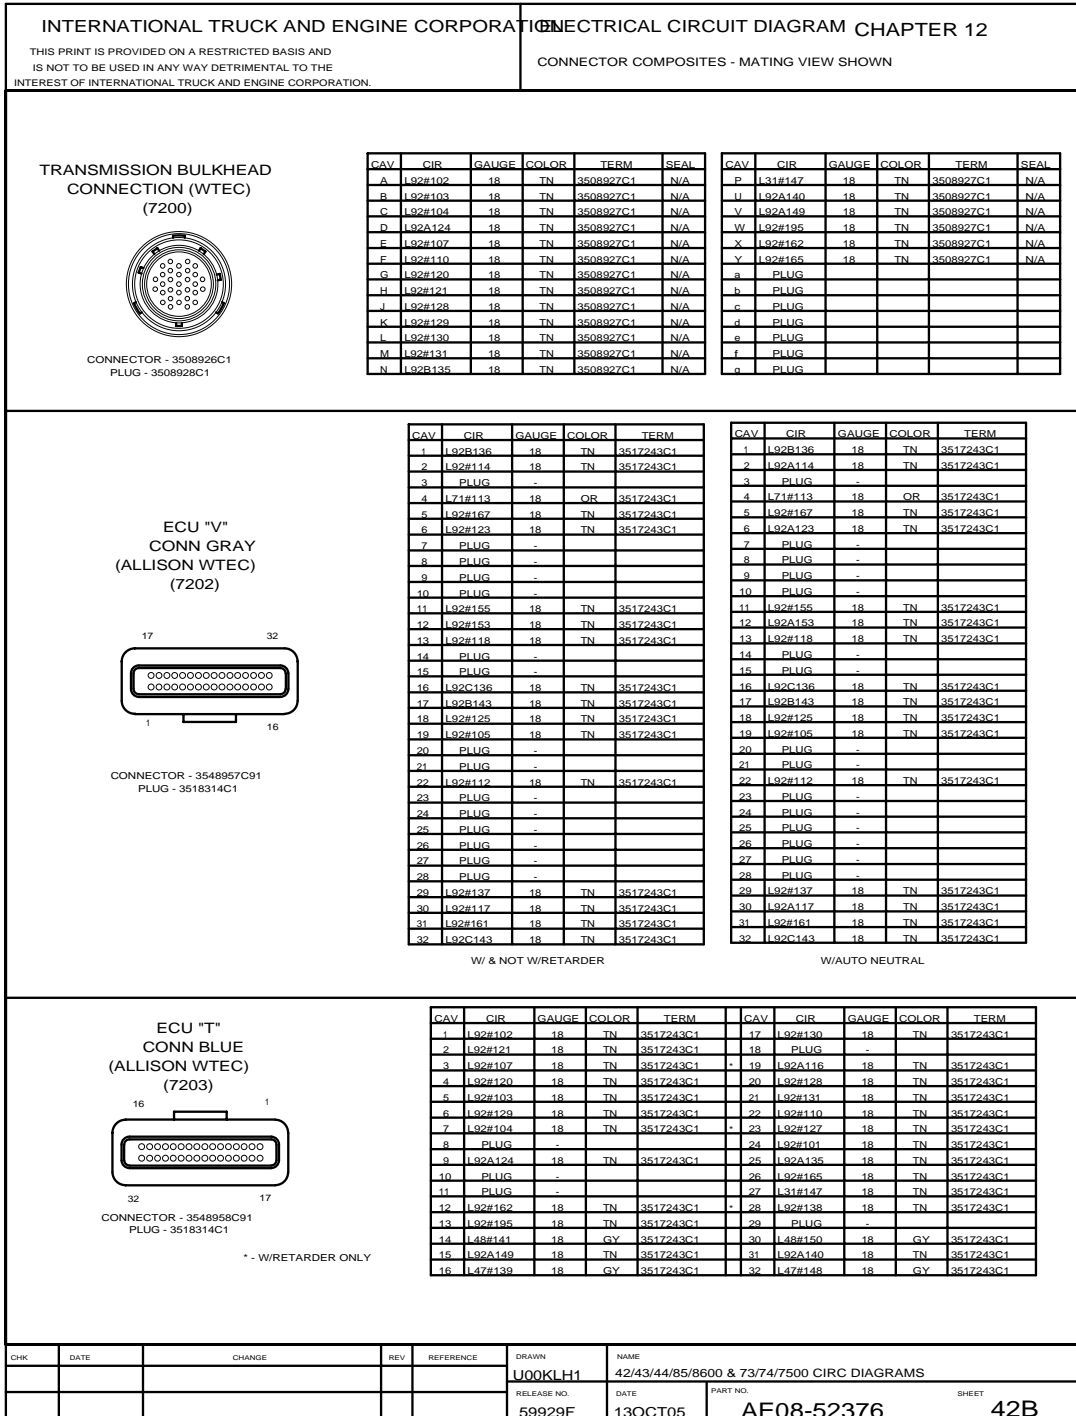 INTERNATIONAL TRUCK AND ENGINE CORPORATION
THIS PRINT IS PROVIDED ON A RESTRICTED BASIS AND
IS NOT TO BE USED IN ANY WAY DETRIMENTAL TO THE
INTEREST OF INTERNATIONAL TRUCK AND ENGINE CORPORATION.
ELECTRICAL CIRCUIT DIAGRAM CHAPTER 12
CONNECTOR COMPOSITES - MATING VIEW SHOWN
TRANSMISSION BULKHEAD
CONNECTION (WTEC)
(7200)
CONNECTOR - 3508926C1
PLUG - 3508928C1
CAV CIR GAUGE COLOR TERM SEAL
A L92#102 18 TN 3508927C1 N/A
B L92#103 18 TN 3508927C1 N/A
C L92#104 18 TN 3508927C1 N/A
D L92A124 18 TN 3508927C1 N/A
E L92#107 18 TN 3508927C1 N/A
F L92#110 18 TN 3508927C1 N/A
G L92#120 18 TN 3508927C1 N/A
H L92#121 18 TN 3508927C1 N/A
J L92#128 18 TN 3508927C1 N/A
K L92#129 18 TN 3508927C1 N/A
L L92#130 18 TN 3508927C1 N/A
M L92#131 18 TN 3508927C1 N/A
N L92B135 18 TN 3508927C1 N/A
CAV CIR GAUGE COLOR TERM SEAL
P L31#147 18 TN 3508927C1 N/A
U L92A140 18 TN 3508927C1 N/A
V L92A149 18 TN 3508927C1 N/A
W L92#195 18 TN 3508927C1 N/A
X L92#162 18 TN 3508927C1 N/A
Y L92#165 18 TN 3508927C1 N/A
a PLUG
b PLUG
c PLUG
d PLUG
e PLUG
f PLUG
g PLUG
ECU "V"
CONN GRAY
(ALLISON WTEC)
(7202)
17 32
1 16
CONNECTOR - 3548957C91
PLUG - 3518314C1
CAV CIR GAUGE COLOR TERM
1 L92B136 18 TN 3517243C1
2 L92#114 18 TN 3517243C1
3 PLUG -
4 L71#113 18 OR 3517243C1
5 L92#167 18 TN 3517243C1
6 L92#123 18 TN 3517243C1
7 PLUG -
8 PLUG -
9 PLUG -
10 PLUG -
11 L92#155 18 TN 3517243C1
12 L92#153 18 TN 3517243C1
13 L92#118 18 TN 3517243C1
14 PLUG -
15 PLUG -
16 L92C136 18 TN 3517243C1
17 L92B143 18 TN 3517243C1
18 L92#125 18 TN 3517243C1
19 L92#105 18 TN 3517243C1
20 PLUG -
21 PLUG -
22 L92#112 18 TN 3517243C1
23 PLUG -
24 PLUG -
25 PLUG -
26 PLUG -
27 PLUG -
28 PLUG -
29 L92#137 18 TN 3517243C1
30 L92#117 18 TN 3517243C1
31 L92#161 18 TN 3517243C1
32 L92C143 18 TN 3517243C1
W/ & NOT W/RETARDER
CAV CIR GAUGE COLOR TERM
1 L92B136 18 TN 3517243C1
2 L92A114 18 TN 3517243C1
3 PLUG -
4 L71#113 18 OR 3517243C1
5 L92#167 18 TN 3517243C1
6 L92A123 18 TN 3517243C1
7 PLUG -
8 PLUG -
9 PLUG -
10 PLUG -
11 L92#155 18 TN 3517243C1
12 L92A153 18 TN 3517243C1
13 L92#118 18 TN 3517243C1
14 PLUG -
15 PLUG -
16 L92C136 18 TN 3517243C1
17 L92B143 18 TN 3517243C1
18 L92#125 18 TN 3517243C1
19 L92#105 18 TN 3517243C1
20 PLUG -
21 PLUG -
22 L92#112 18 TN 3517243C1
23 PLUG -
24 PLUG -
25 PLUG -
26 PLUG -
27 PLUG -
28 PLUG -
29 L92#137 18 TN 3517243C1
30 L92A117 18 TN 3517243C1
31 L92#161 18 TN 3517243C1
32 L92C143 18 TN 3517243C1
W/AUTO NEUTRAL
ECU "T"
CONN BLUE
(ALLISON WTEC)
(7203)
16 1
32 17
CONNECTOR - 3548958C91
PLUG - 3518314C1
* - W/RETARDER ONLY
CAV CIR GAUGE COLOR TERM CAV CIR GAUGE COLOR TERM
1 L92#102 18 TN 3517243C1 17 L92#130 18 TN 3517243C1
2 L92#121 18 TN 3517243C1 18 PLUG -
3 L92#107 18 TN 3517243C1 * 19 L92A116 18 TN 3517243C1
4 L92#120 18 TN 3517243C1 20 L92#128 18 TN 3517243C1
5 L92#103 18 TN 3517243C1 21 L92#131 18 TN 3517243C1
6 L92#129 18 TN 3517243C1 22 L92#110 18 TN 3517243C1
7 L92#104 18 TN 3517243C1 * 23 L92#127 18 TN 3517243C1
8 PLUG - 24 L92#101 18 TN 3517243C1
9 L92A124 18 TN 3517243C1 25 L92A135 18 TN 3517243C1
10 PLUG - 26 L92#165 18 TN 3517243C1
11 PLUG - 27 L31#147 18 TN 3517243C1
12 L92#162 18 TN 3517243C1 * 28 L92#138 18 TN 3517243C1
13 L92#195 18 TN 3517243C1 29 PLUG -
14 L48#141 18 GY 3517243C1 30 L48#150 18 GY 3517243C1
15 L92A149 18 TN 3517243C1 31 L92A140 18 TN 3517243C1
16 L47#139 18 GY 3517243C1 32 L47#148 18 GY 3517243C1
CHK DATE CHANGE REV REFERENCE
DRAWN
U00KLH1
NAME
42/43/44/85/8600 & 73/74/7500 CIRC DIAGRAMS
RELEASE NO.
59929F
DATE
13OCT05
PART NO.
AE08-52376
SHEET
42B